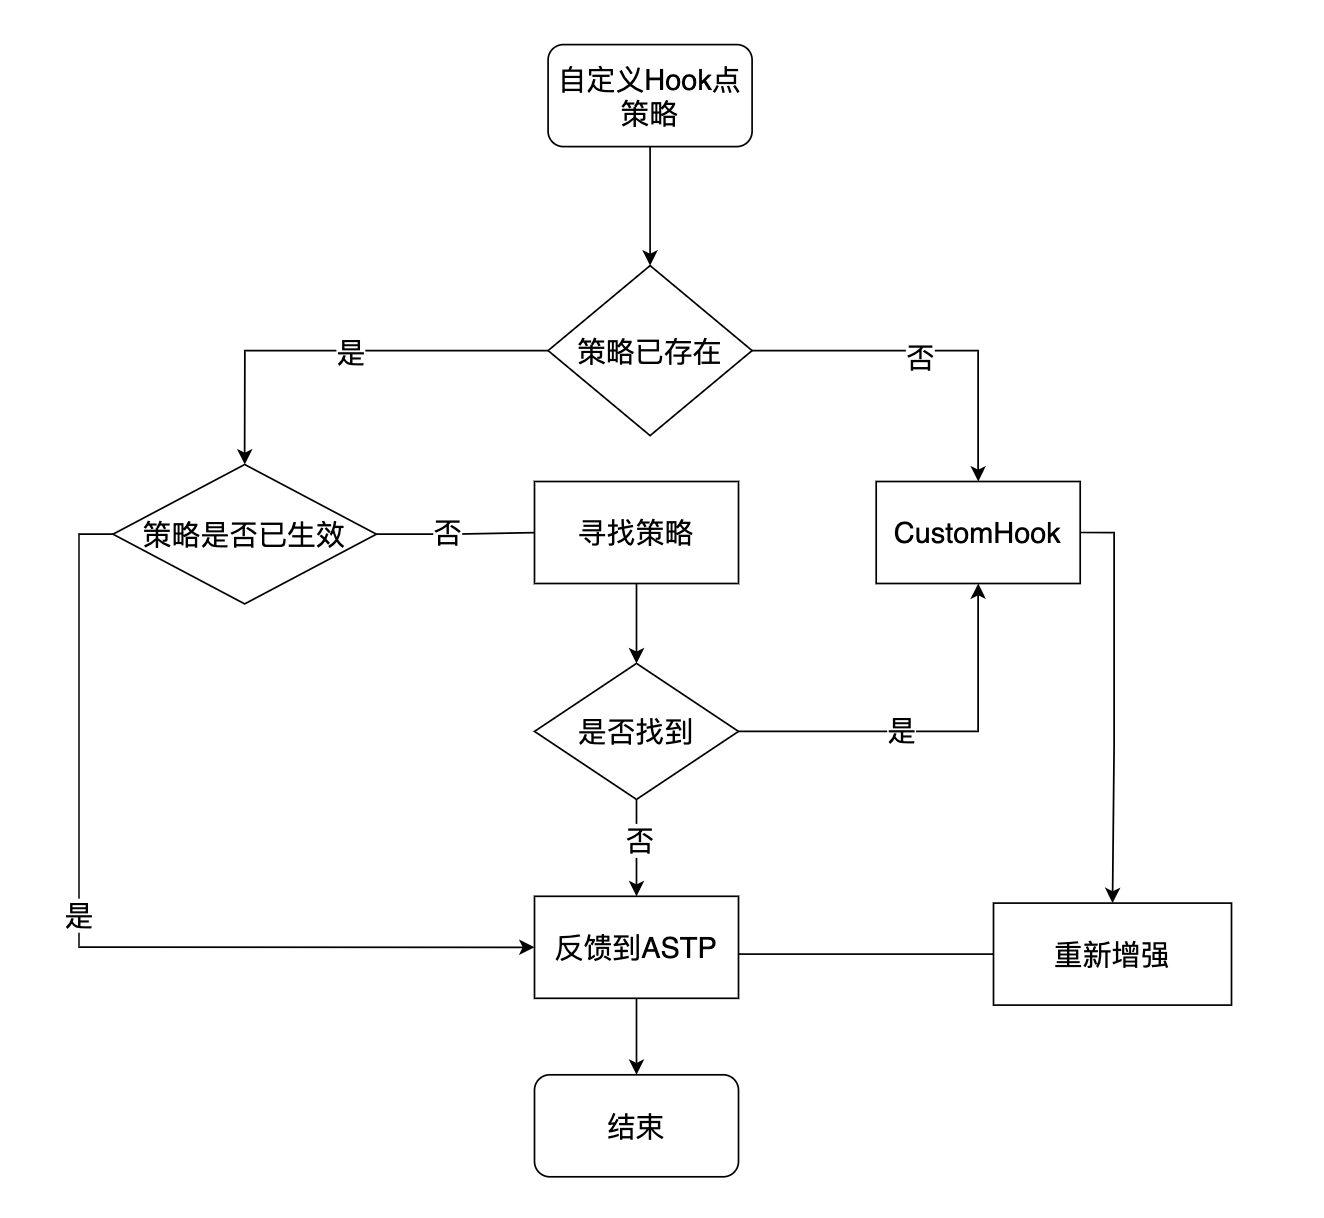 自定义Hook点
策略
策略已存在
是
否
策略是否已生效
否
寻找策略
CustomHook
是否找到
是
否
是
反馈到ASTP
重新增强
结束